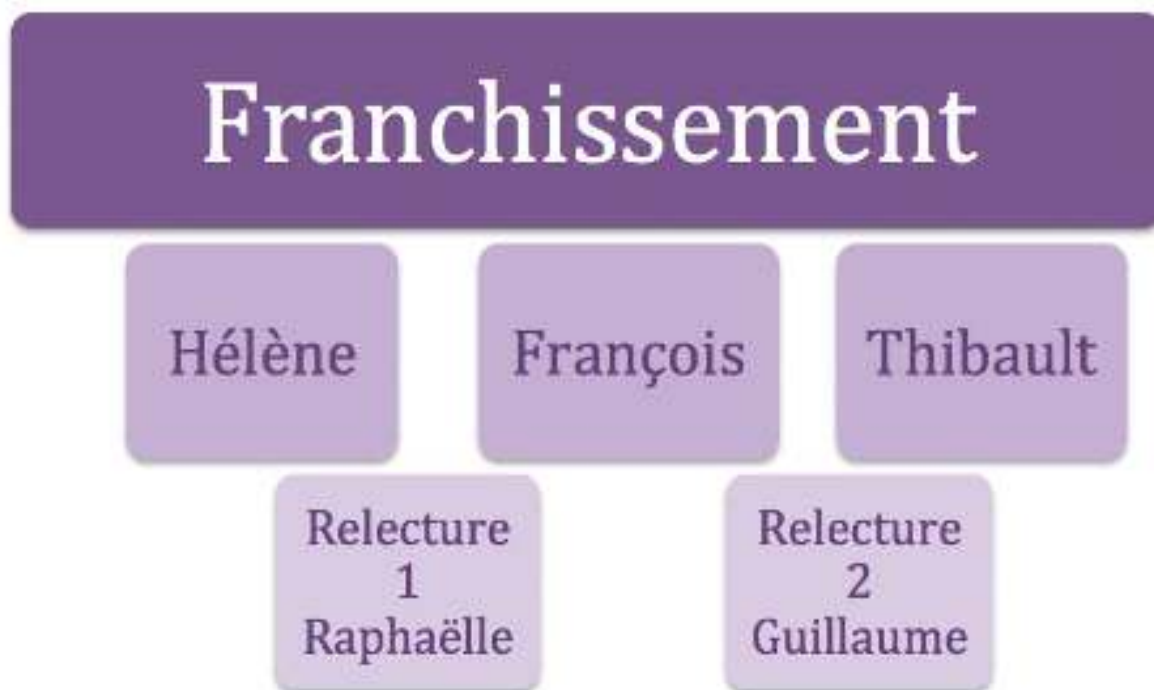 Franchissement
Hélène
François
Thibault
Relecture
1
Raphaëlle
Relecture
2
Guillaume